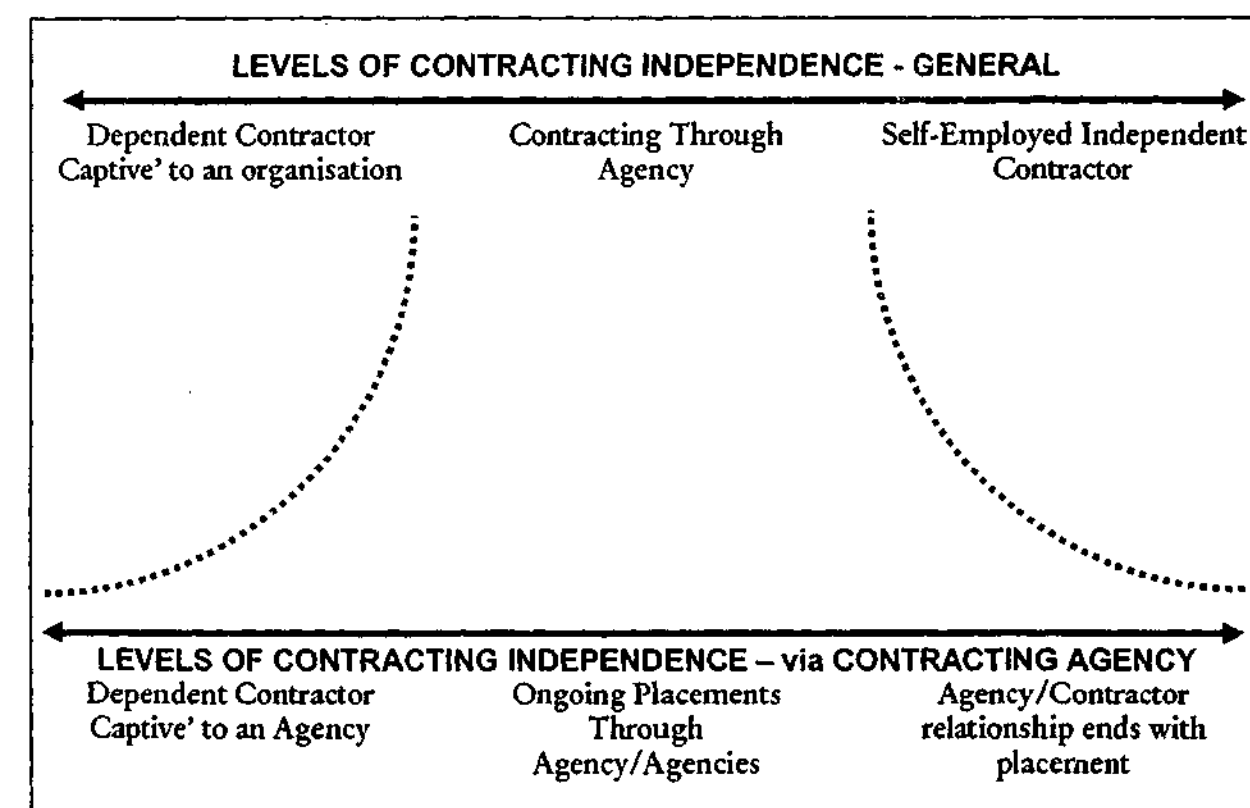 LEVELS OF CONTRACTING INDEPENDENCE - GENERAL
Dependent Contractor
Captive' to an organisation
Contracting Through
Agency
Self-Employed Independent
Contractor
LEVELS OF CONTRACTING INDEPENDENCE – via CONTRACTING AGENCY
Dependent Contractor
Captive' to an Agency
Ongoing Placements
Through
Agency/Agencies
Agency/Contractor
relationship ends with
placement